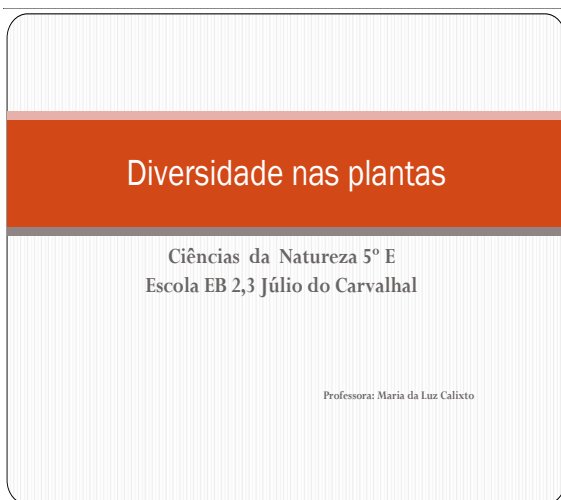 Diversidade nas plantas
Ciências da Natureza 5º E
Escola EB 2,3 Júlio do Carvalhal
Professora: Maria da Luz Calixto